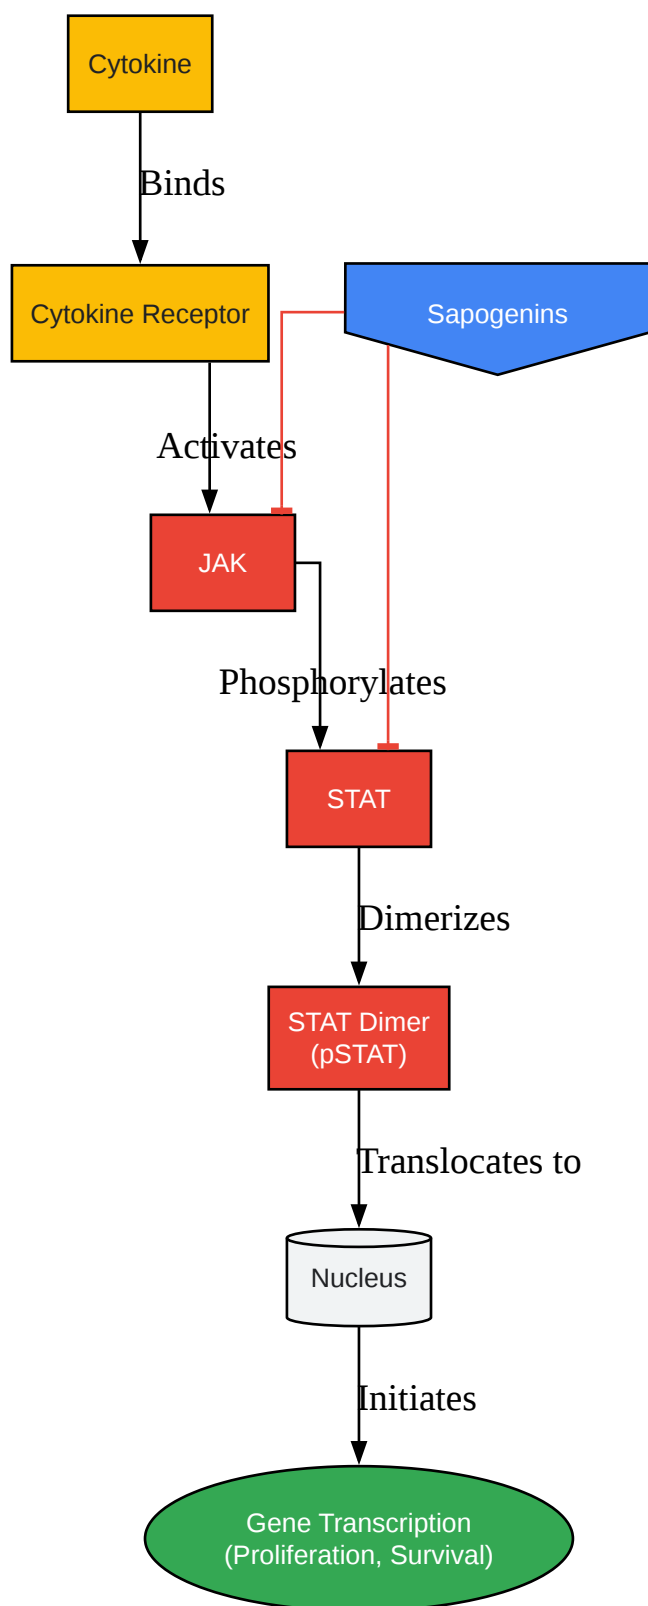 Cytokine
Binds
Cytokine Receptor
Sapogenins
Activates
JAK
Phosphorylates
STAT
Dimerizes
STAT Dimer
(pSTAT)
Translocates to
Nucleus
Initiates
Gene Transcription
(Proliferation, Survival)